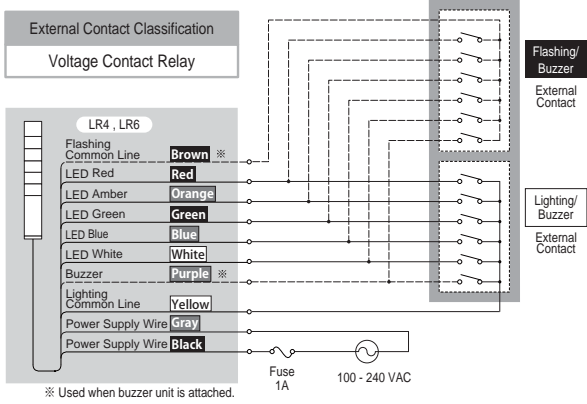 External Contact Classification
Voltage Contact Relay
LR4 , LR6
Flashing
Common Line Brown ※
LED Red Red
LED Amber Orange
LED Green Green
LED Blue Blue
LED White White
Buzzer Purple ※
Lighting
Common Line Yellow
Power Supply Wire Gray
Power Supply Wire Black
※ Used when buzzer unit is attached.
Fuse
1A
100 - 240 VAC
Flashing/
Buzzer
External
Contact
Lighting/
Buzzer
External
Contact